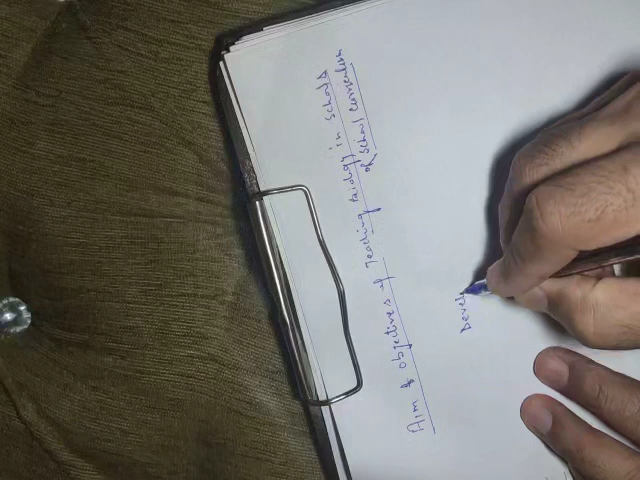 Aim & objectives of Teaching Biology in schools
of school curriculum
Devel